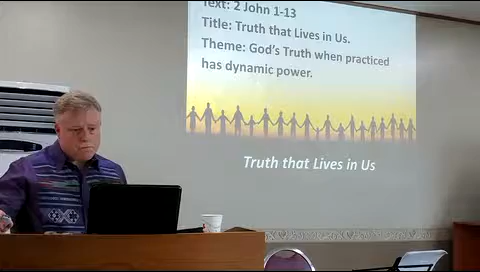 Text: 2 John 1-13
Title: Truth that Lives in Us.
Theme: God's Truth when practiced
has dynamic power.
Truth that Lives in Us